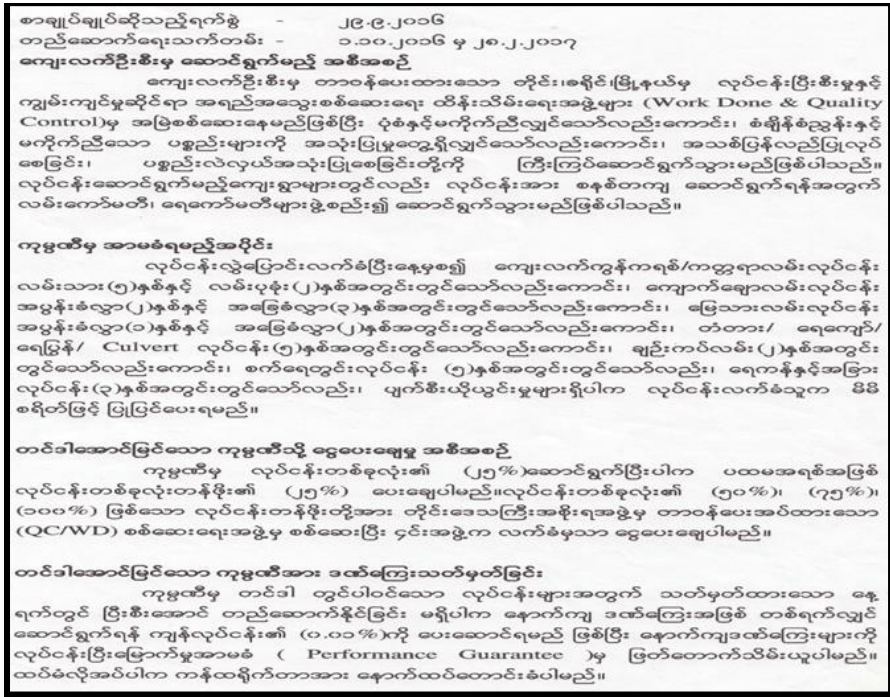 စာချုပ်ချုပ်ဆိုသည့်ရက်စွဲ - ၂၉.၉.၂၀၁၆
တည်ဆောက်ရေးသက်တမ်း - ၁.၁၀.၂၀၁၆ မှ ၂၈.၂.၂၀၁၇
ကျေးလက်ဦးစီးမှ ဆောင်ရွက်မည့် အစီအစဉ်
ကျေးလက်ဦးစီးမှ တာဝန်ပေးထားသော တိုင်း၊ခရိုင်၊မြို့နယ်မှ လုပ်ငန်းပြီးစီးမှုနှင့်
ကျွမ်းကျင်မှုဆိုင်ရာ အရည်အသွေးစစ်ဆေးရေး ထိန်းသိမ်းရေးအဖွဲ့များ (Work Done & Quality
Control)မှ အမြဲစစ်ဆေးနေမည်ဖြစ်ပြီး ပုံစံနှင့်မကိုက်ညီလျှင်သော်လည်းကောင်း၊ စံချိန်စံညွှန်းနှင့်
မကိုက်ညီသော ပစ္စည်းများကို အသုံးပြုမှုတွေ့ရှိလျှင်သော်လည်းကောင်း၊ အသစ်ပြန်လည်ပြုလုပ်
စေခြင်း၊ ပစ္စည်းလဲလှယ်အသုံးပြုစေခြင်းတို့ကို ကြီးကြပ်ဆောင်ရွက်သွားမည်ဖြစ်ပါသည်။
လုပ်ငန်းဆောင်ရွက်မည့်ကျေးရွာများတွင်လည်း လုပ်ငန်းအား စနစ်တကျ ဆောင်ရွက်ရန်အတွက်
လမ်းကော်မတီ၊ ရေကော်မတီများဖွဲ့စည်း၍ ဆောင်ရွက်သွားမည်ဖြစ်ပါသည်။
ကုမ္ပဏီမှ အာမခံရမည့်အပိုင်း
လုပ်ငန်းလွှဲပြောင်းလက်ခံပြီးနေ့မှစ၍ ကျေးလက်ကွန်ကရစ်/ကတ္တရာလမ်းလုပ်ငန်း
လမ်းသား(၅)နှစ်နှင့် လမ်းပုခုံး(၂)နှစ်အတွင်းတွင်သော်လည်းကောင်း၊ ကျောက်ချောလမ်းလုပ်ငန်း
အပွန်းခံလွှာ(၂)နှစ်နှင့် အခြေခံလွှာ(၃)နှစ်အတွင်းတွင်သော်လည်းကောင်း၊ မြေသားလမ်းလုပ်ငန်း
အပွန်းခံလွှာ(၁)နှစ်နှင့် အခြေခံလွှာ(၂)နှစ်အတွင်းတွင်သော်လည်းကောင်း၊ တံတား/ ရေကျော်/
ရေပြွန်/ Culvert လုပ်ငန်း(၅)နှစ်အတွင်းတွင်သော်လည်းကောင်း၊ ချဉ်းကပ်လမ်း(၂)နှစ်အတွင်း
တွင်သော်လည်းကောင်း၊ စက်ရေတွင်းလုပ်ငန်း (၅)နှစ်အတွင်းတွင်သော်လည်း၊ ရေကန်နှင့်အခြား
လုပ်ငန်း(၃)နှစ်အတွင်းတွင်သော်လည်း၊ ပျက်စီးယိုယွင်းမှုများရှိပါက လုပ်ငန်းလက်ခံသူက မိမိ
စရိတ်ဖြင့် ပြုပြင်ပေးရမည်။
တင်ဒါအောင်မြင်သော ကုမ္ပဏီသို့ ငွေပေးချေမှု အစီအစဉ်
ကုမ္ပဏီမှ လုပ်ငန်းတစ်ခုလုံး၏ (၂၅%)ဆောင်ရွက်ပြီးပါက ပထမအရစ်အဖြစ်
လုပ်ငန်းတစ်ခုလုံးတန်ဖိုး၏ (၂၅%) ပေးချေပါမည်။လုပ်ငန်းတစ်ခုလုံး၏ (၅၀%)၊ (၇၅%)၊
(၁၀၀%) ဖြစ်သော လုပ်ငန်းတန်ဖိုးတို့အား တိုင်းဒေသကြီးအစိုးရအဖွဲ့မှ တာဝန်ပေးအပ်ထားသော
(QC/WD) စစ်ဆေးရေးအဖွဲ့မှ စစ်ဆေးပြီး ၄င်းအဖွဲ့က လက်ခံမှသာ ငွေပေးချေပါမည်။
တင်ဒါအောင်မြင်သော ကုမ္ပဏီအား ဒဏ်ကြေးသတ်မှတ်ခြင်း
ကုမ္ပဏီမှ တင်ဒါ တွင်ပါဝင်သော လုပ်ငန်းများအတွက် သတ်မှတ်ထားသော နေ့
ရက်တွင် ပြီးစီးအောင် တည်ဆောက်နိုင်ခြင်း မရှိပါက နောက်ကျ ဒဏ်ကြေးအဖြစ် တစ်ရက်လျှင်
ဆောင်ရွက်ရန် ကျန်လုပ်ငန်း၏ (၀.၀၁%)ကို ပေးဆောင်ရမည် ဖြစ်ပြီး နောက်ကျဒဏ်ကြေးများကို
လုပ်ငန်းပြီးမြောက်မှုအာမခံ ( Performance Guarantee )မှ ဖြတ်တောက်သိမ်းယူပါမည်။
ထပ်မံလိုအပ်ပါက ကန်ထရိုက်တာအား နောက်ထပ်တောင်းခံပါမည်။